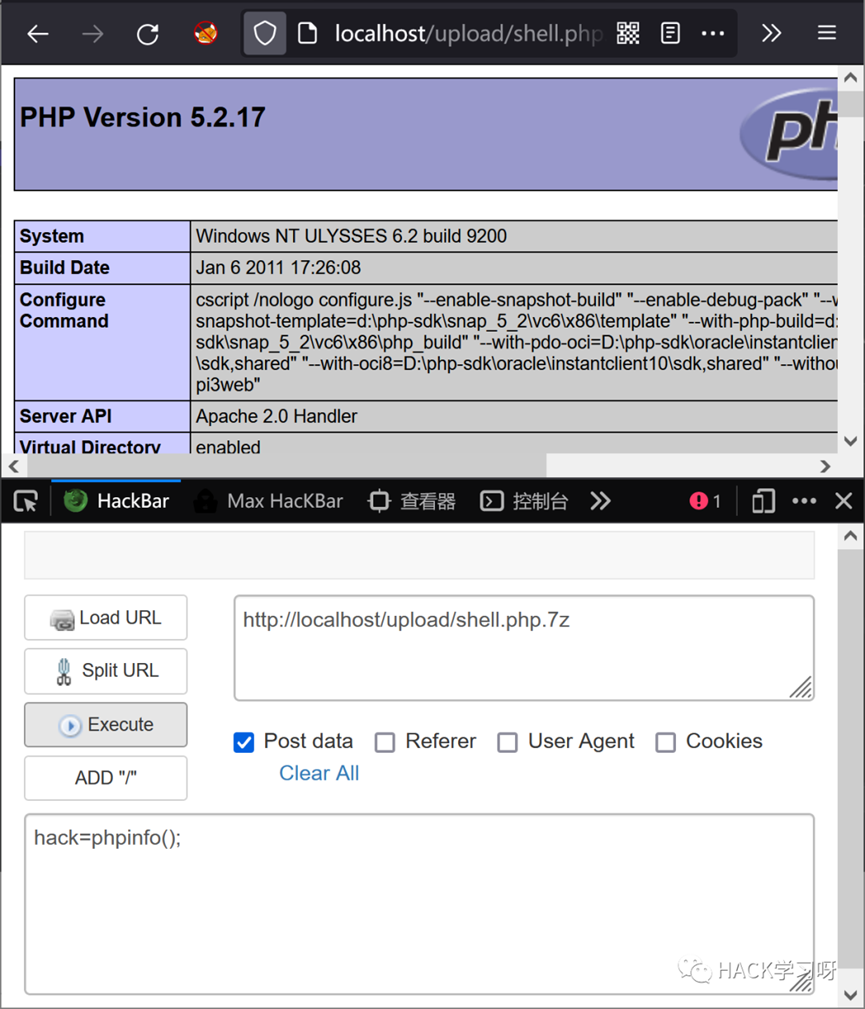 localhost/upload/shell.php
PHP Version 5.2.17
ph
System Windows NT ULYSSES 6.2 build 9200
Build Date Jan 6 2011 17:26:08
Configure Command
cscript /nologo configure.js "--enable-snapshot-build" "--enable-debug-pack" "--w
snapshot-template=d:\php-sdk\snap_5_2\vc6\x86\template" "--with-php-build=d:
sdk\snap_5_2\vc6\x86\php_build" "--with-pdo-oci=D:\php-sdk\oracle\instantclien
\sdk,shared" "--with-oci8=D:\php-sdk\oracle\instantclient10\sdk,shared" "--withou
pi3web"
Server API Apache 2.0 Handler
Virtual Directory enabled
HackBar Max HacKBar 查看器 控制台 1
Load URL
http://localhost/upload/shell.php.7z
Split URL
Execute
Post data Referer User Agent Cookies
ADD "/"
Clear All
hack=phpinfo();
HACK学习呀